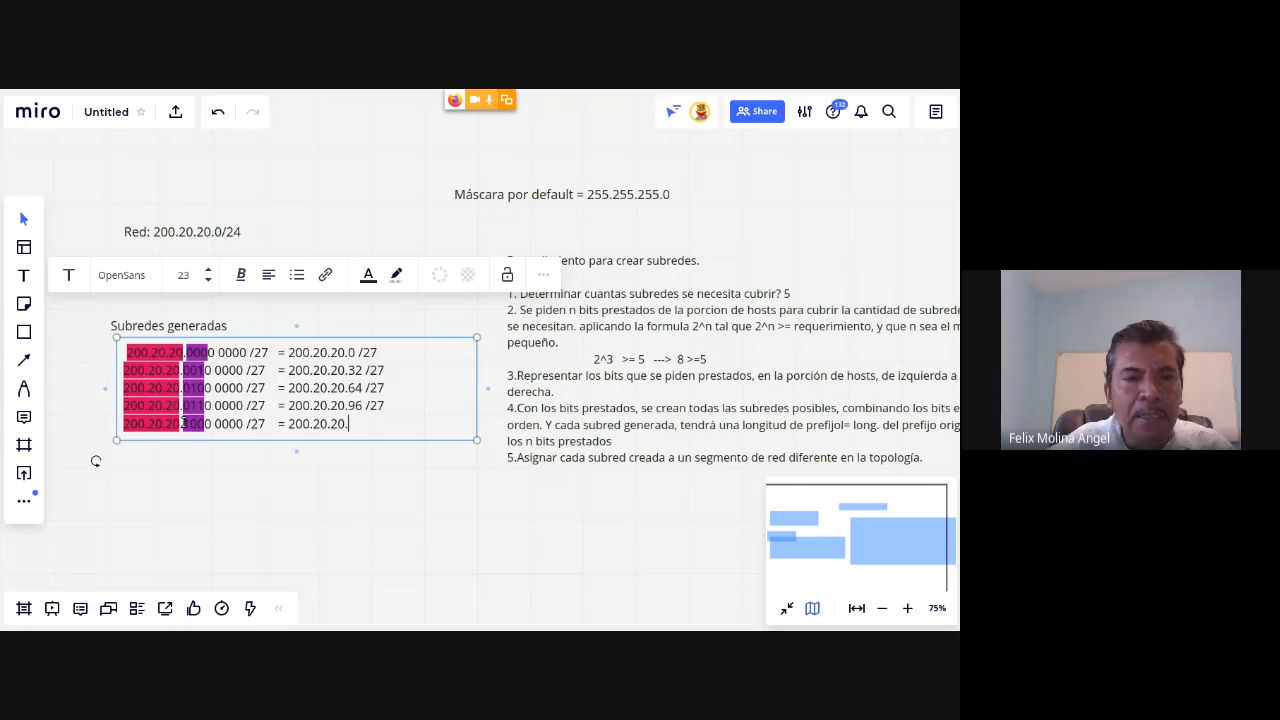 miro
Untitled
132
Share
Máscara por default = 255.255.255.0
Red: 200.20.20.0/24
para crear subredes.
OpenSans
23
1. Determinar cuantas subredes se necesita cubrir? 5
2. Se piden n bits prestados de la porcion de hosts para cubrir la cantidad de subrede
se necesitan. aplicando la formula 2^n tal que 2^n >= requerimiento, y que n sea el m
pequeño.
2^3 >= 5 ---> 8 >=5
3.Representar los bits que se piden prestados, en la porción de hosts, de izquierda a
derecha.
4.Con los bits prestados, se crean todas las subredes posibles, combinando los bits e
orden. Y cada subred generada, tendrá una longitud de prefijol= long. del prefijo orig
los n bits prestados
5.Asignar cada subred creada a un segmento de red diferente en la topología.
Subredes generadas
200.20.20.0000 0000 /27 = 200.20.20.0 /27
200.20.20.0010 0000 /27 = 200.20.20.32 /27
200.20.20.0100 0000 /27 = 200.20.20.64 /27
200.20.20.0110 0000 /27 = 200.20.20.96 /27
200.20.20.1000 0000 /27 = 200.20.20.
75%
Felix Molina Angel